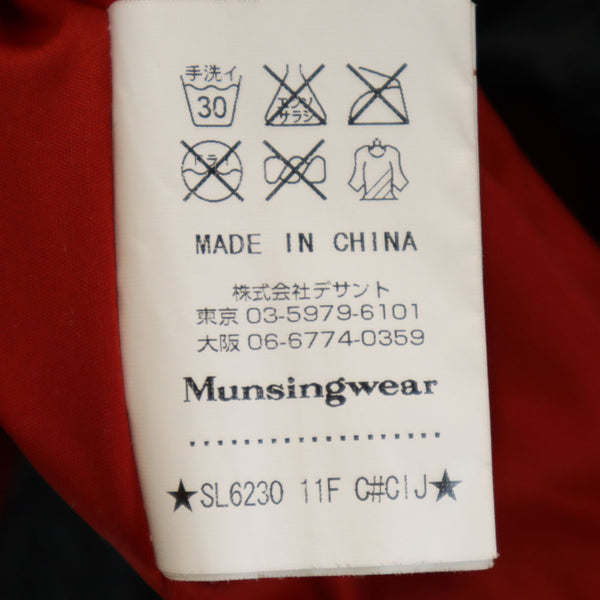 手洗イ
30
エンソ
サラシ
ドライ
MADE IN CHINA
株式会社デサント
東京 03-5979-6101
大阪 06-6774-0359
Munsingwear
★SL6230 11F C#CIJ★